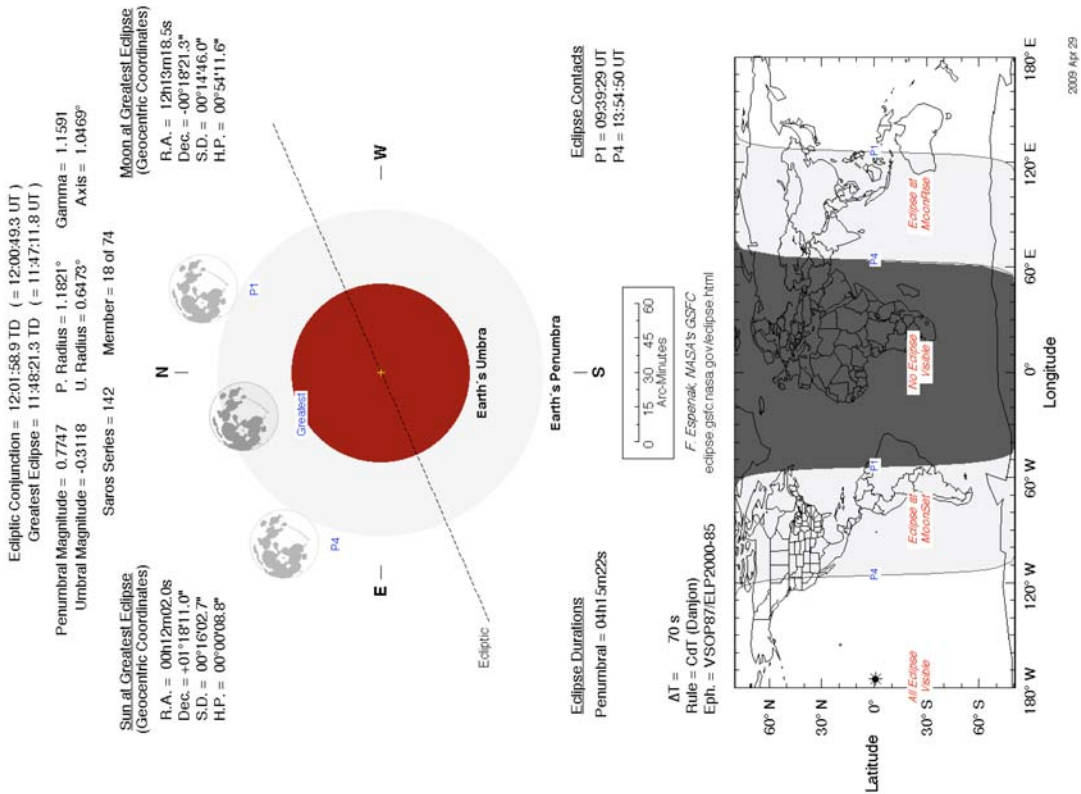 Ecliptic Conjunction = 12:01:58.9 TD (= 12:00:49.3 UT )
Greatest Eclipse = 11:48:21.3 TD (= 11:47:11.8 UT )
Penumbral Magnitude = 0.7747 P. Radius = 1.1821° Gamma = 1.1591
Umbral Magnitude = -0.3118 U. Radius = 0.6473° Axis = 1.0469°
Saros Series = 142 Member = 18 of 74
Sun at Greatest Eclipse
(Geocentric Coordinates)
R.A. = 00h12m02.0s
Dec. = +01°18'11.0"
S.D. = 00°16'02.7"
H.P. = 00°00'08.8"
Moon at Greatest Eclipse
(Geocentric Coordinates)
R.A. = 12h13m18.5s
Dec. = -00°18'21.3"
S.D. = 00°14'46.0"
H.P. = 00°54'11.6"
N
P1
Greatest
P4
E
W
Earth's Umbra
Ecliptic
Earth's Penumbra
S
Eclipse Durations
Penumbral = 04h15m22s
Eclipse Contacts
P1 = 09:39:29 UT
P4 = 13:54:50 UT
0 15 30 45 60
Arc-Minutes
ΔT = 70 s
Rule = CdT (Danjon)
Eph. = VSOP87/ELP2000-85
F. Espenak, NASA's GSFC
eclipse.gsfc.nasa.gov/eclipse.html
Latitude
60° N
30° N
0°
30° S
60° S
P4
P1
P4
P1
All Eclipse
Visible
Eclipse at
MoonSet
No Eclipse
Visible
Eclipse at
MoonRise
180° W 120° W 60° W 0° 60° E 120° E 180° E
Longitude
2009 Apr 29